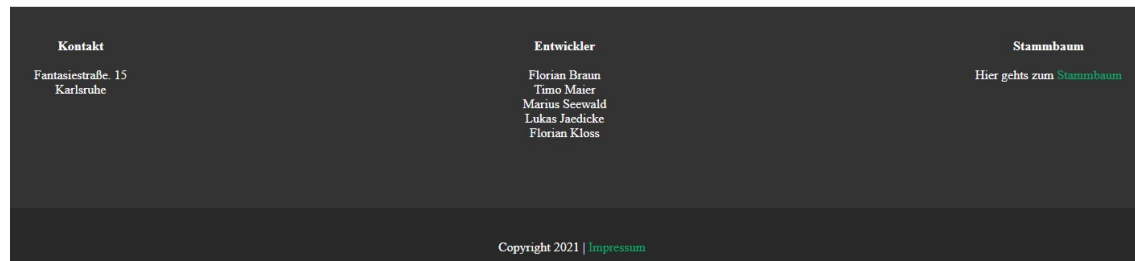 Kontakt
Fantasiestraße. 15
Karlsruhe
Entwickler
Florian Braun
Timo Maier
Marius Seewald
Lukas Jaedicke
Florian Kloss
Stammbaum
Hier gehts zum Stammbaum
Copyright 2021 | Impressum